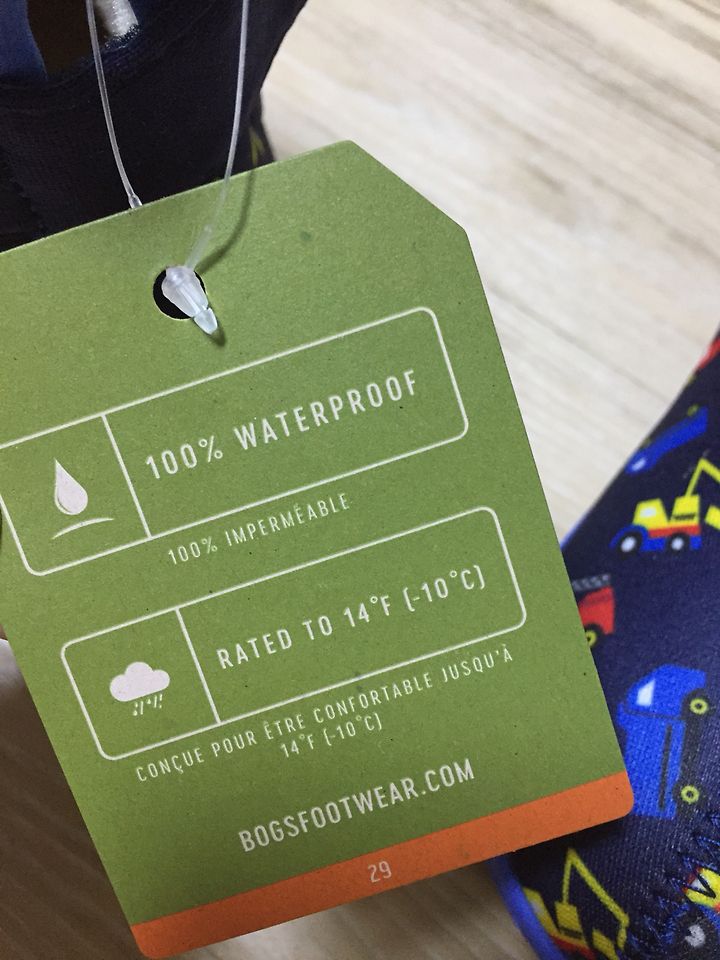 100% WATERPROOF
100% IMPERMÉABLE
RATED TO 14°F (-10°C)
CONÇUE POUR ÊTRE CONFORTABLE JUSQU'À
14°F (-10°C)
BOGSFOOTWEAR.COM
29